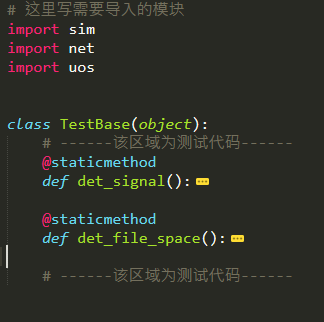 # 这里写需要导入的模块
import sim
import net
import uos
class TestBase(object):
# ------该区域为测试代码------
@staticmethod
def det_signal():
@staticmethod
def det_file_space():
# ------该区域为测试代码------